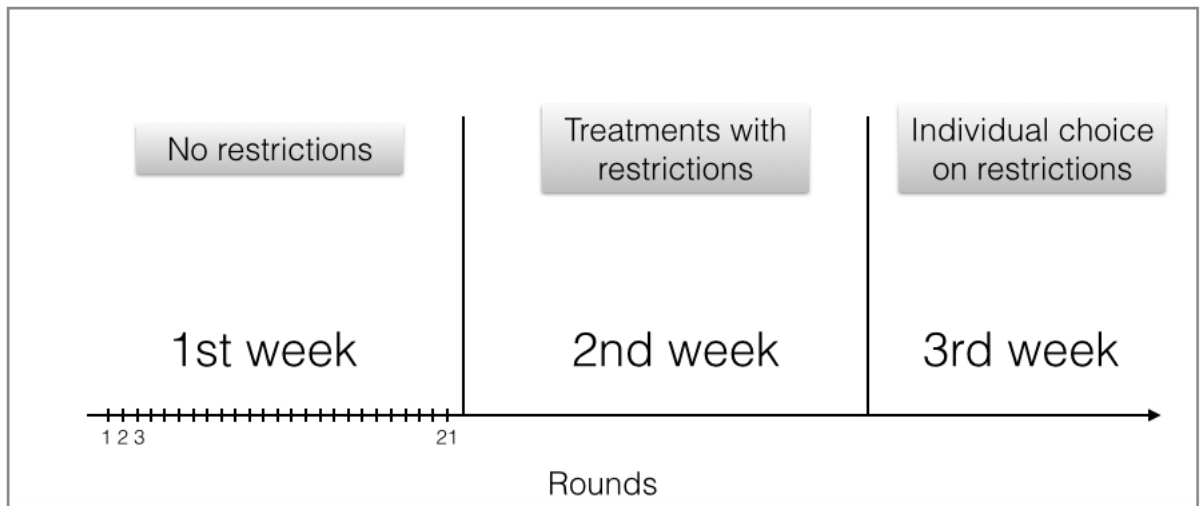 No restrictions
Treatments with
restrictions
Individual choice
on restrictions
1st week
2nd week
3rd week
1 2 3
21
Rounds